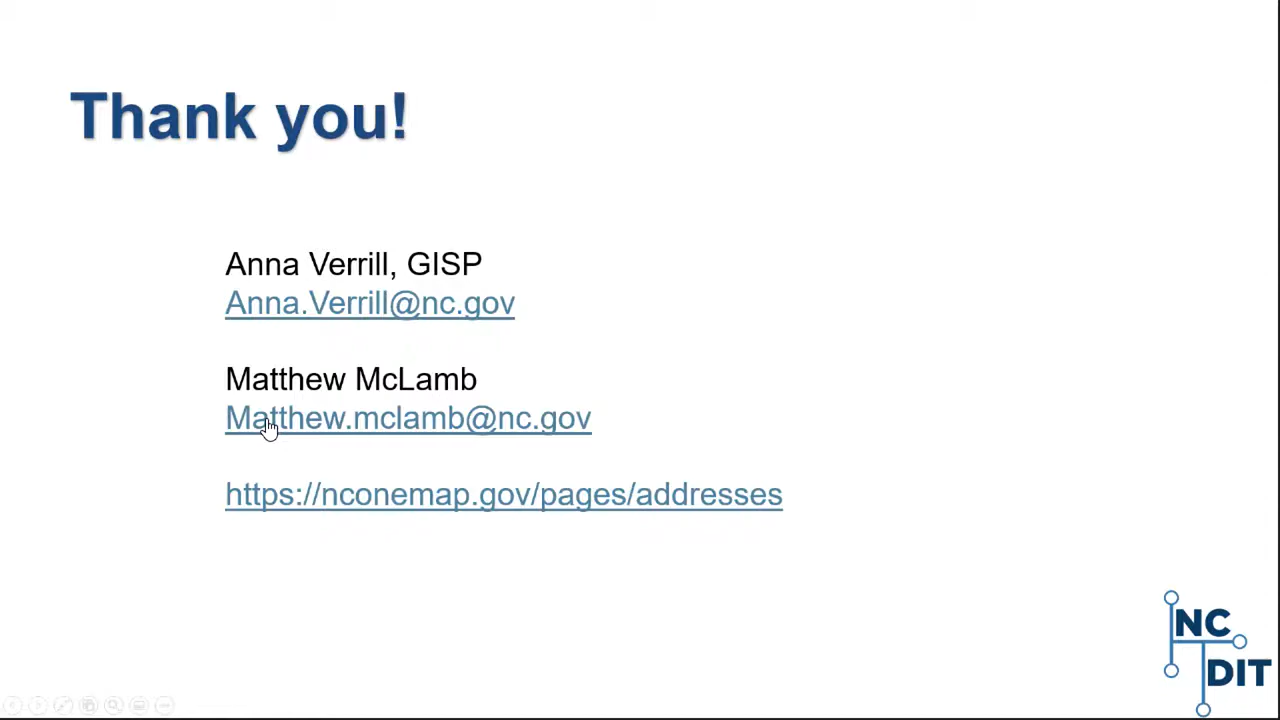 Thank you!
Anna Verrill, GISP
Anna.Verrill@nc.gov
Matthew McLamb
Matthew.mclamb@nc.gov
https://nconemap.gov/pages/addresses
NC
DIT